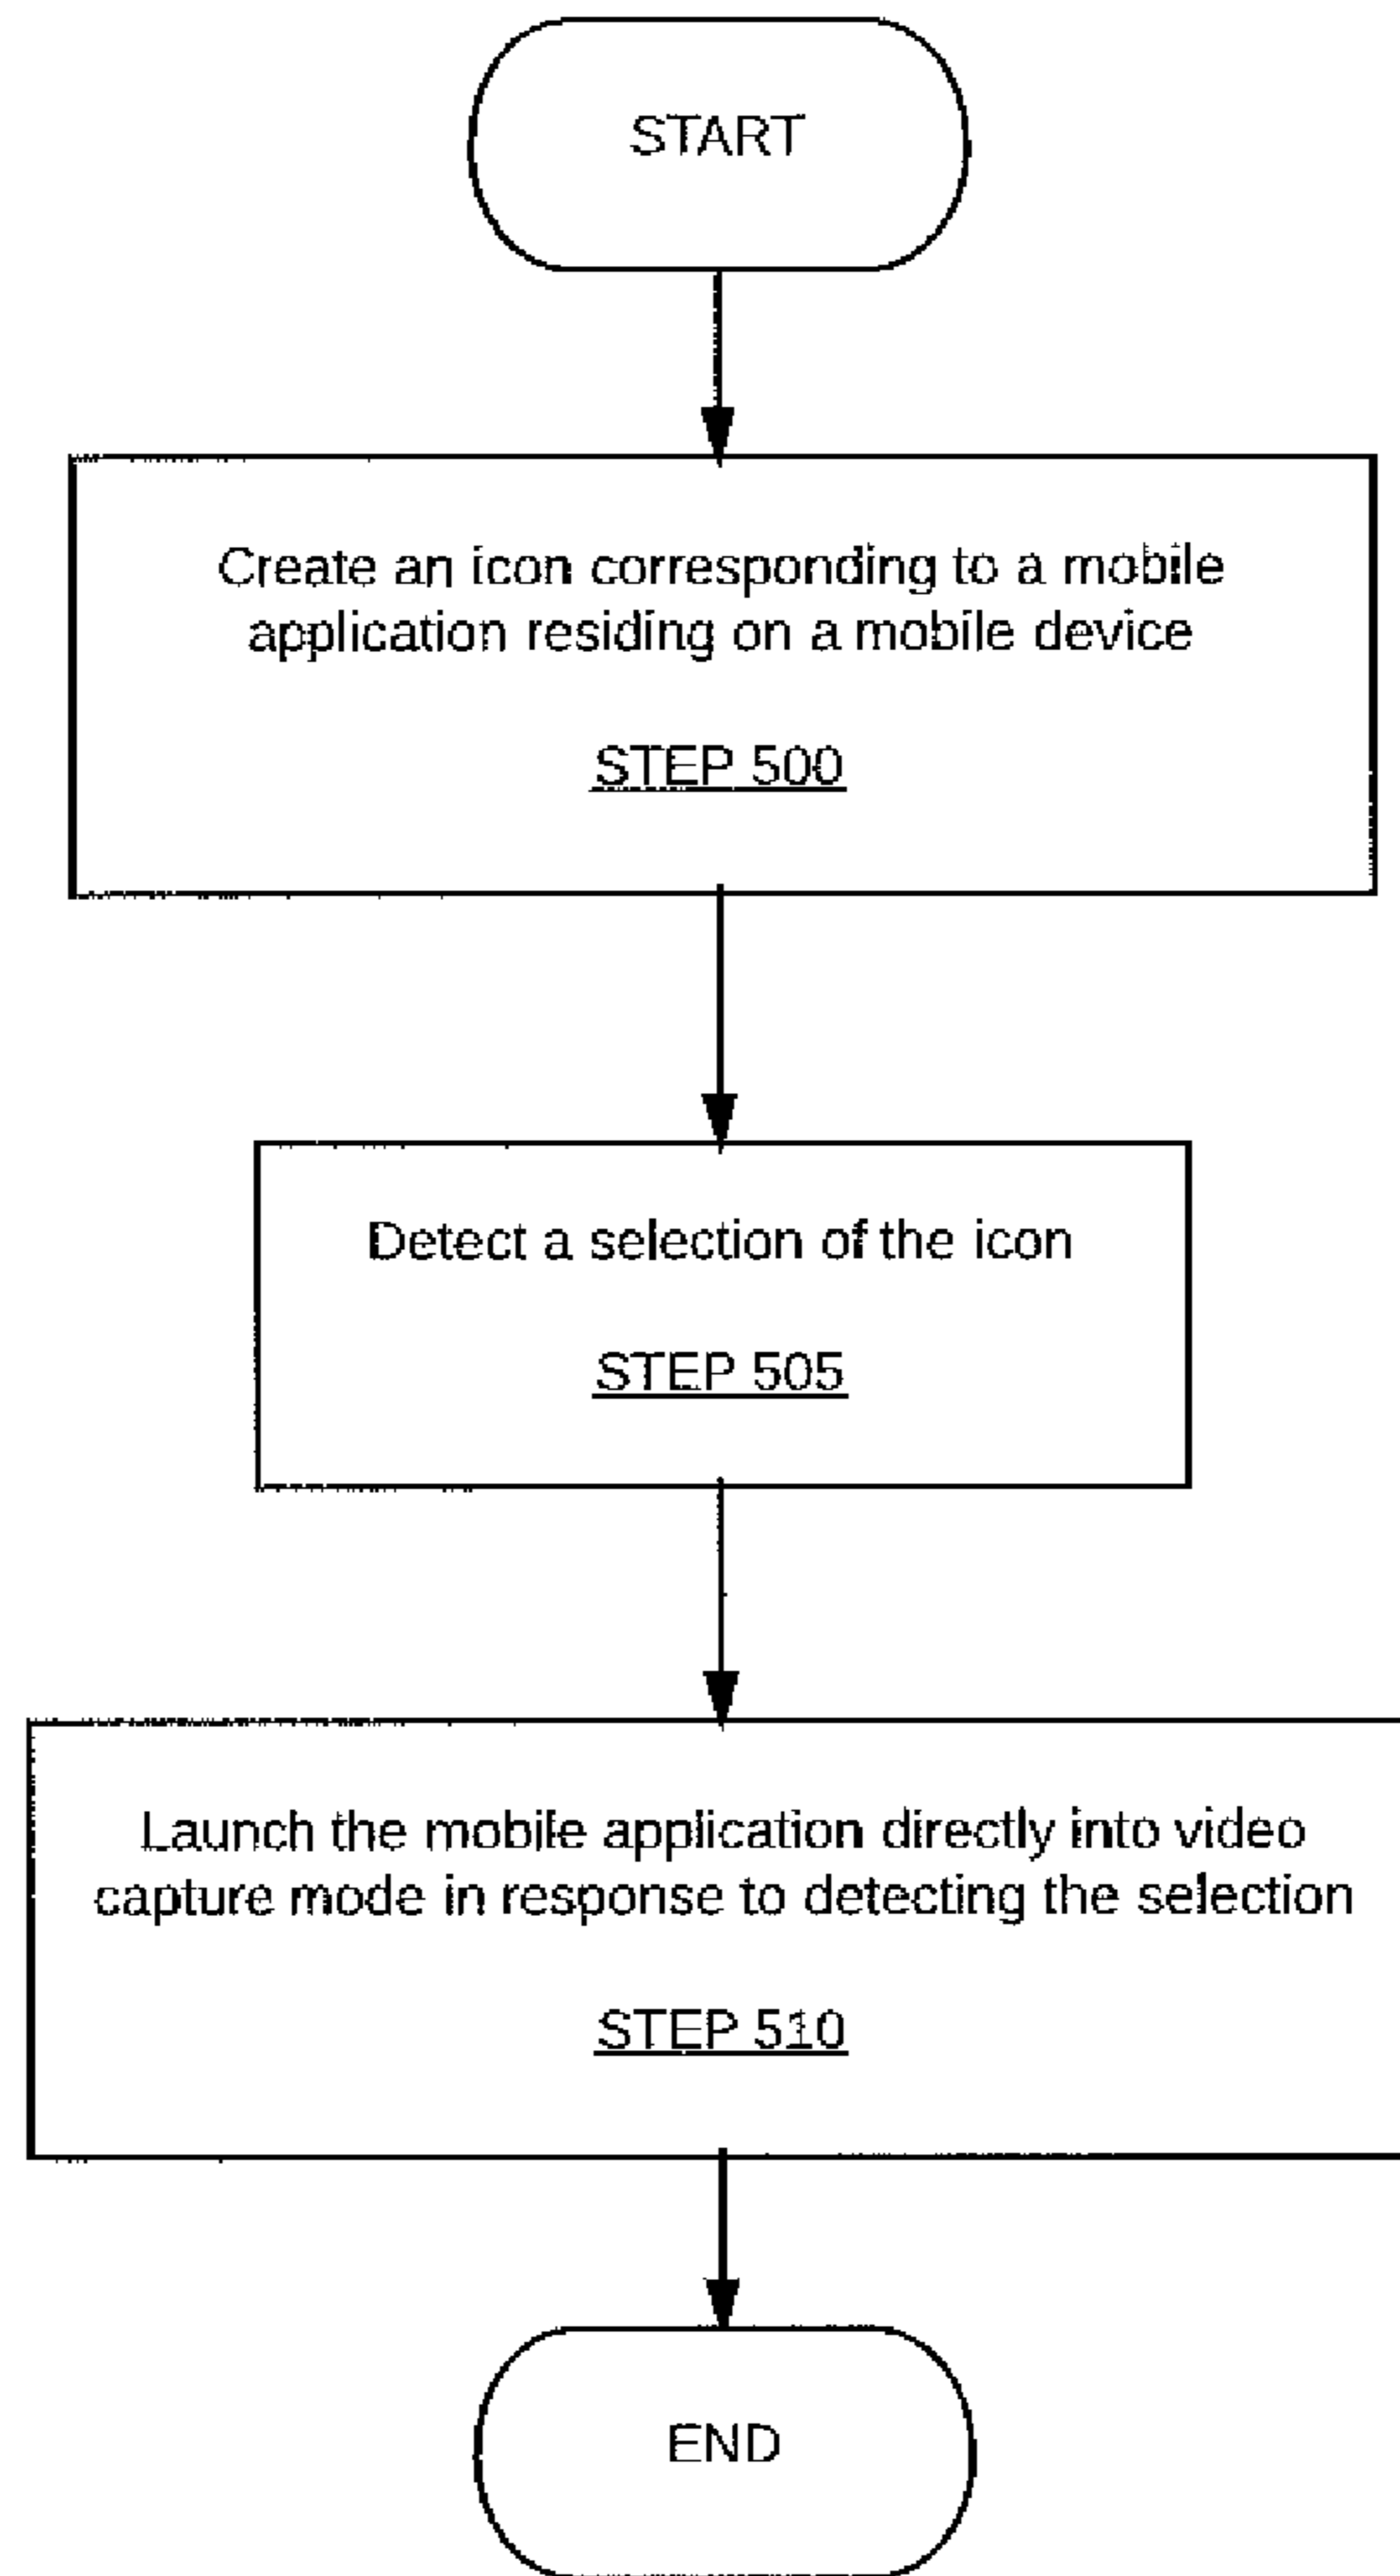 START
Create an icon corresponding to a mobile
application residing on a mobile device
STEP 500
Detect a selection of the icon
STEP 505
Launch the mobile application directly into video
capture mode in response to detecting the selection
STEP 510
END